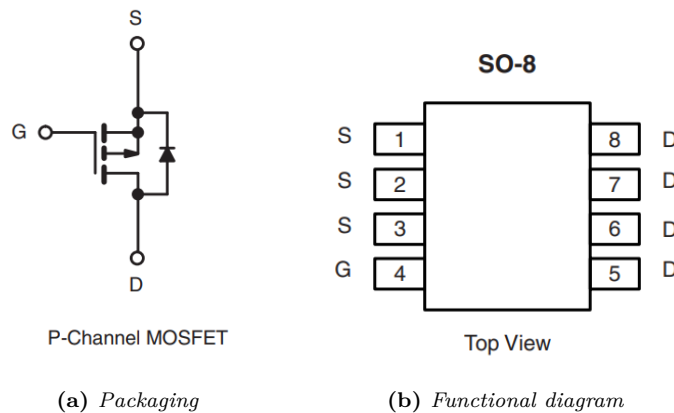 S
G
D
P-Channel MOSFET
(a) Packaging
SO-8
S 1 8 D
S 2 7 D
S 3 6 D
G 4 5 D
Top View
(b) Functional diagram